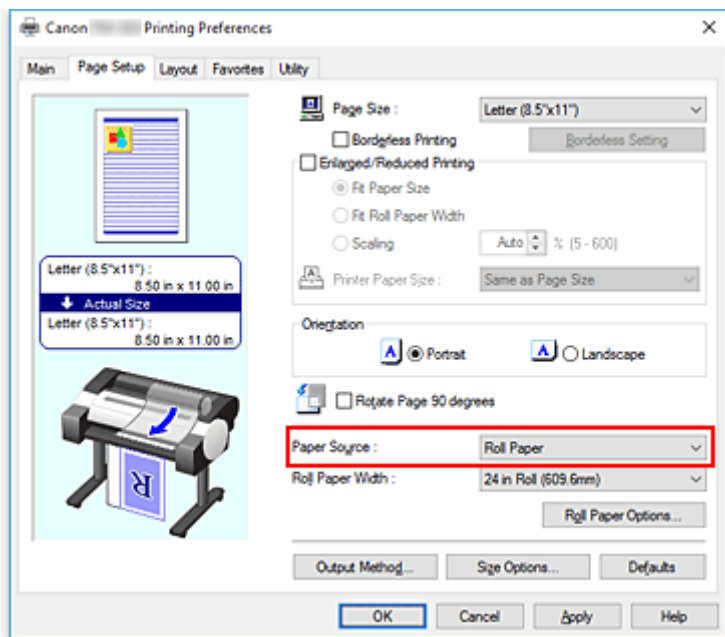 Canon Printing Preferences
Main Page Setup Layout Favorites Utility
Page Size : Letter (8.5"x11")
Borderless Printing Borderless Setting
Enlarged/Reduced Printing
Fit Paper Size
Fit Roll Paper Width
Scaling Auto % (5 - 600)
Printer Paper Size : Same as Page Size
Letter (8.5"x11") :
8.50 in x 11.00 in
Actual Size
Letter (8.5"x11") :
8.50 in x 11.00 in
Orientation
A Portrait A Landscape
Rotate Page 90 degrees
Paper Source : Roll Paper
Roll Paper Width : 24 in Roll (609.6mm)
R
Roll Paper Options...
Output Method... Size Options... Defaults
OK Cancel Apply Help